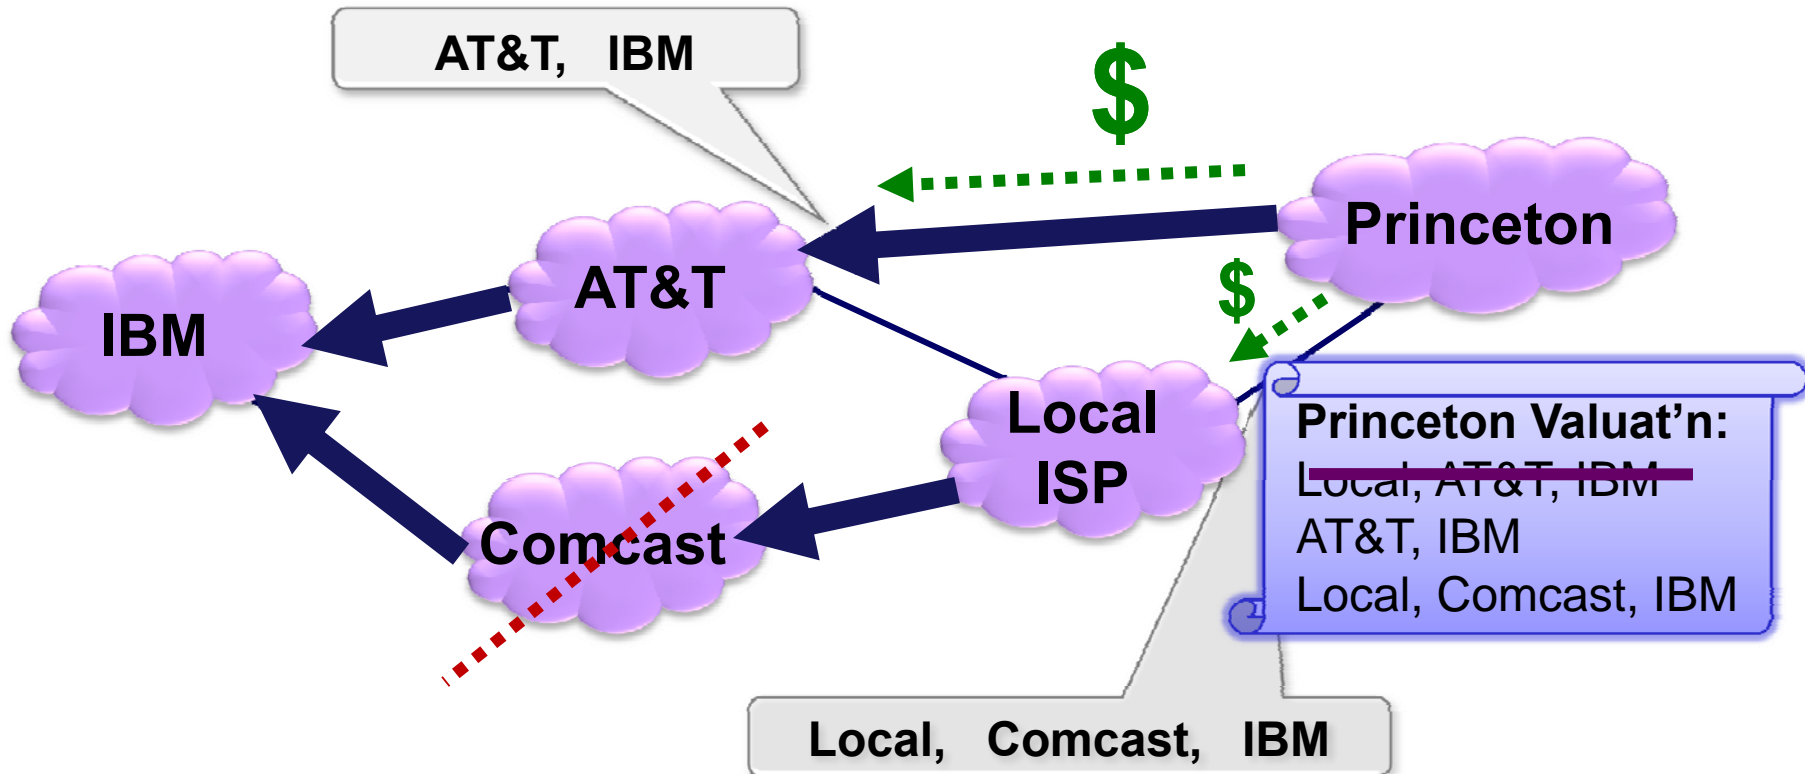 AT&T, IBM
$
Princeton
AT&T
$
IBM
Local
ISP
Princeton Valuat’n:
Local, AT&T, IBM
AT&T, IBM
Local, Comcast, IBM
Comcast
Local, Comcast, IBM